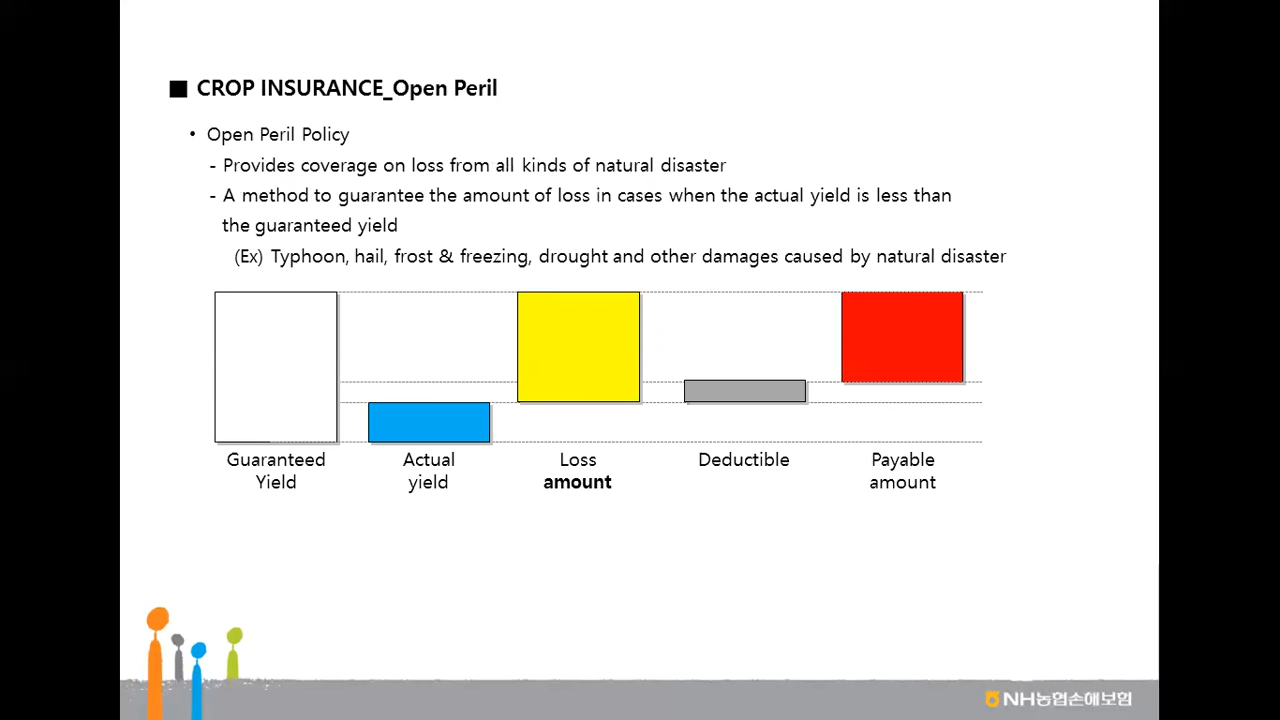 ■ CROP INSURANCE_Open Peril
• Open Peril Policy
- Provides coverage on loss from all kinds of natural disaster
- A method to guarantee the amount of loss in cases when the actual yield is less than
the guaranteed yield
(Ex) Typhoon, hail, frost & freezing, drought and other damages caused by natural disaster
Guaranteed Yield
Actual yield
Loss amount
Deductible
Payable amount
NH농협손해보험